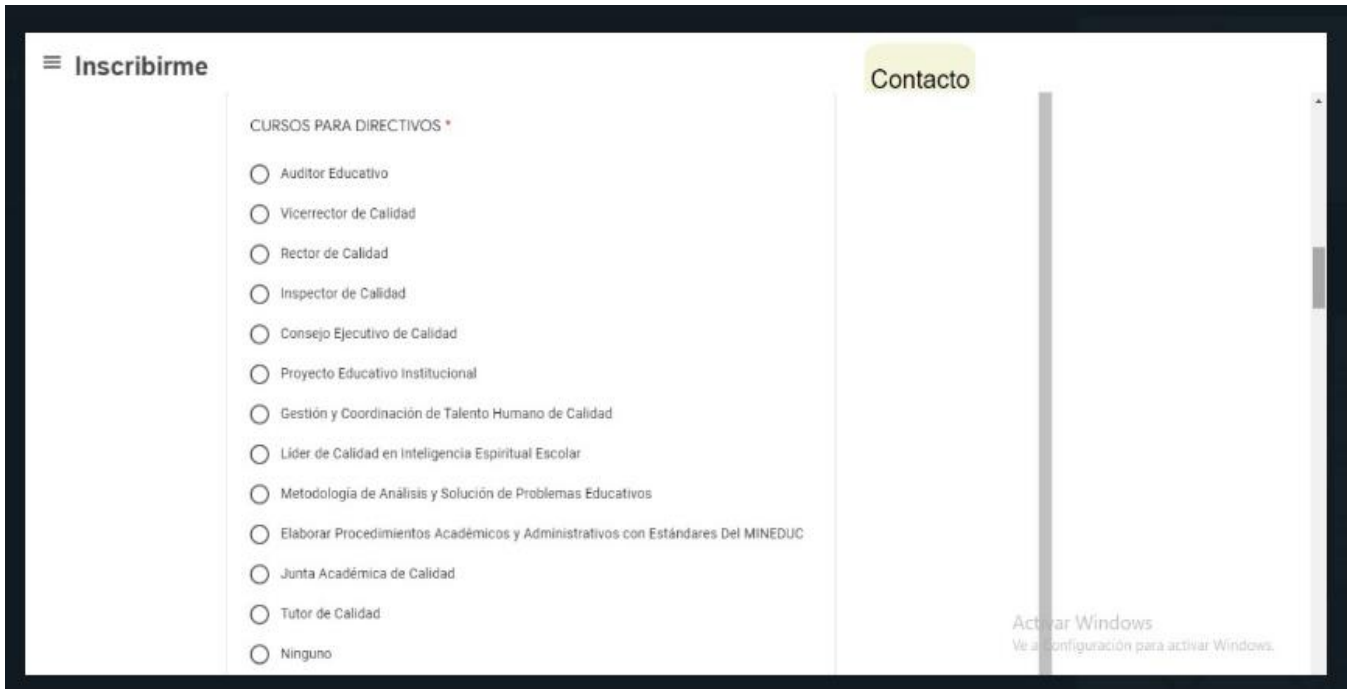 ≡ Inscribirme
Contacto
CURSOS PARA DIRECTIVOS *
Auditor Educativo
Vicerrector de Calidad
Rector de Calidad
Inspector de Calidad
Consejo Ejecutivo de Calidad
Proyecto Educativo Institucional
Gestión y Coordinación de Talento Humano de Calidad
Líder de Calidad en Inteligencia Espiritual Escolar
Metodología de Análisis y Solución de Problemas Educativos
Elaborar Procedimientos Académicos y Administrativos con Estándares Del MINEDUC
Junta Académica de Calidad
Tutor de Calidad
Ninguno
Activar Windows
Ve a Configuración para activar Windows.